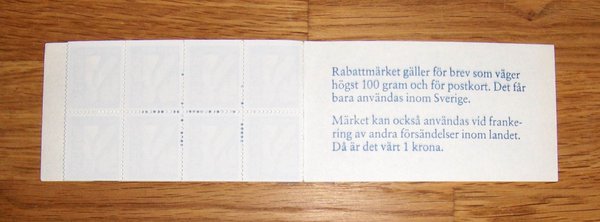 Rabattmärket gäller för brev som väger
högst 100 gram och för postkort. Det får
bara användas inom Sverige.
Märket kan också användas vid franke-
ring av andra försändelser inom landet.
Då är det värt 1 krona.